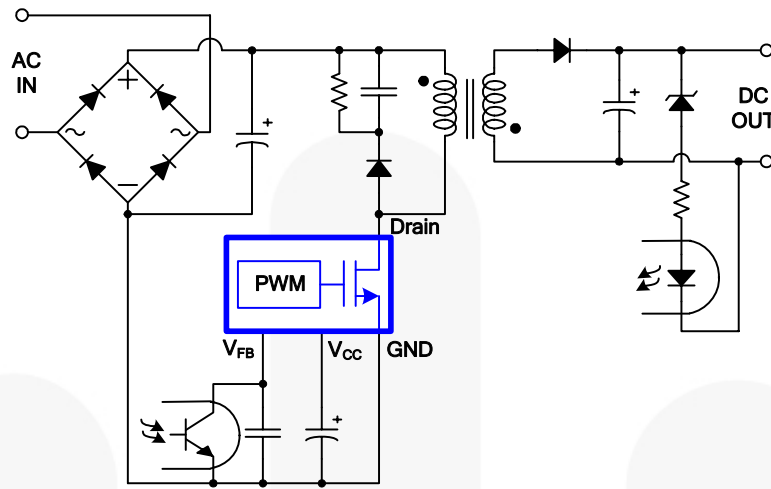 AC
IN
DC
OUT
Drain
PWM
VFB
VCC
GND
+
~
~
−
+
+
+